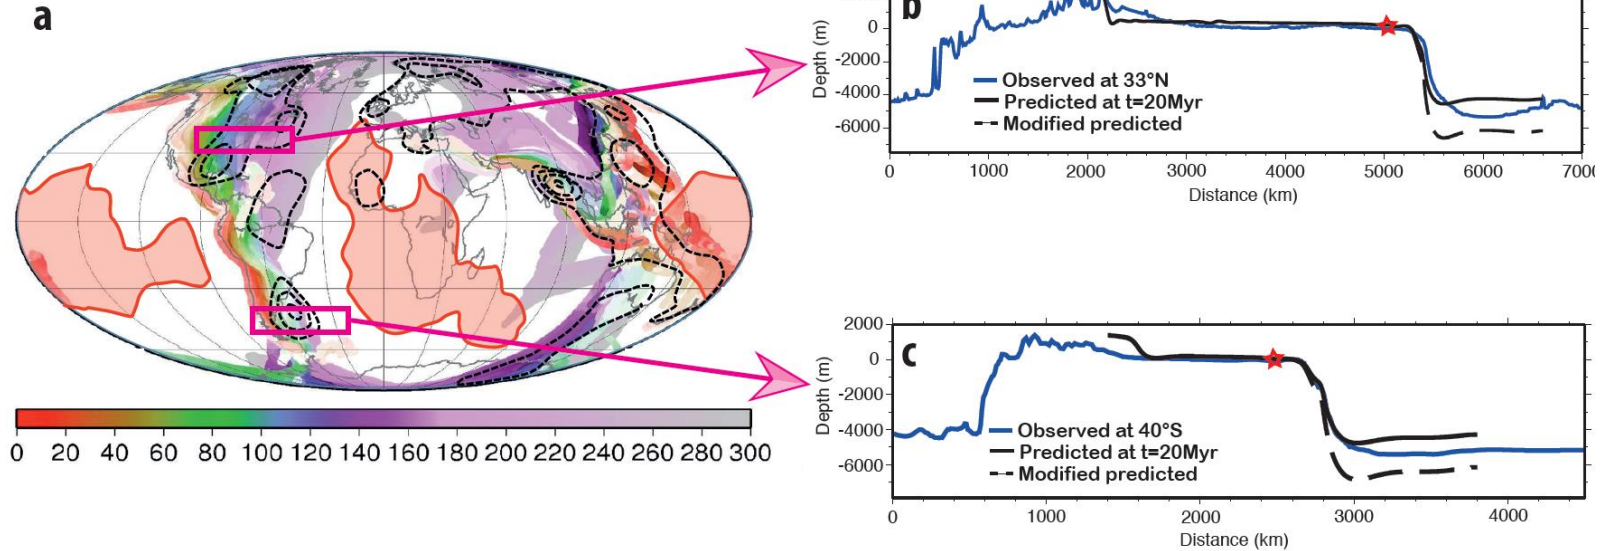 a
b
Depth (m)
0
-2000
-4000
-6000
Observed at 33°N
Predicted at t=20Myr
Modified predicted
0 1000 2000 3000 4000 5000 6000 7000
Distance (km)
0 20 40 60 80 100 120 140 160 180 200 220 240 260 280 300
c
Depth (m)
2000
0
-2000
-4000
-6000
Observed at 40°S
Predicted at t=20Myr
Modified predicted
0 1000 2000 3000 4000
Distance (km)